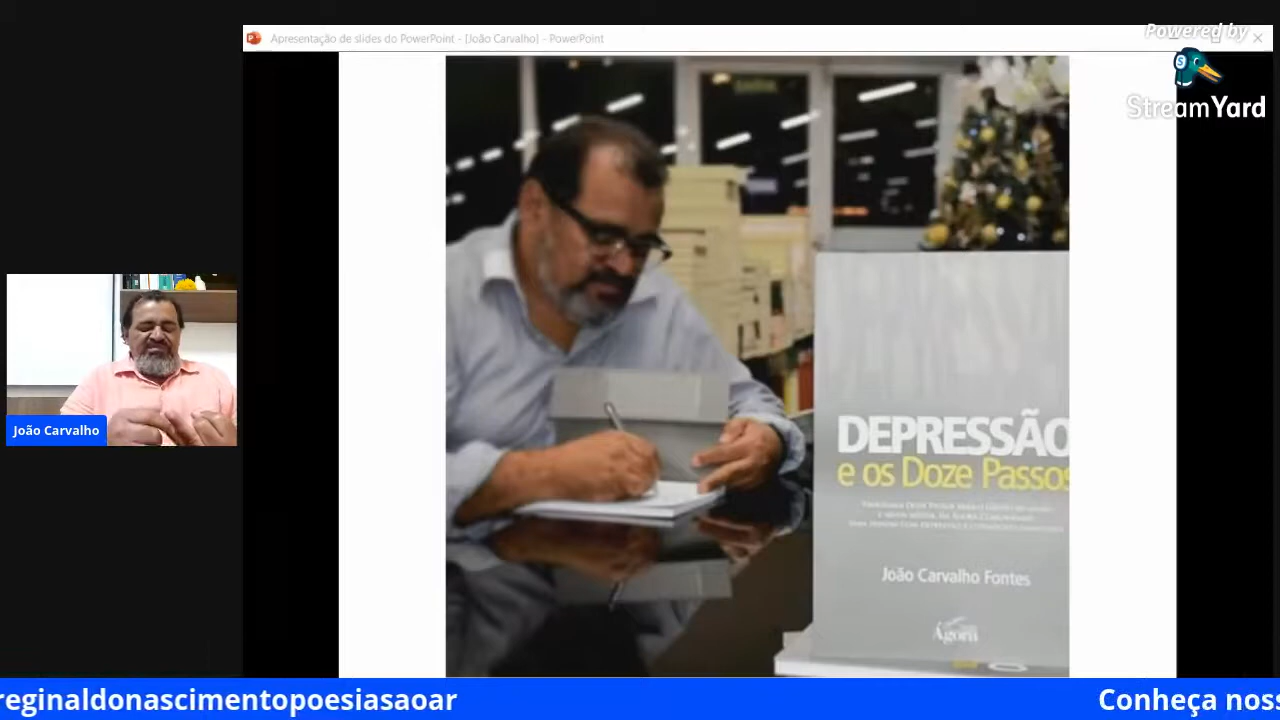 Apresentação de slides do PowerPoint - [João Carvalho] - PowerPoint
Powered by
StreamYard
DEPRESSÃO
e os Doze Passos
João Carvalho Fontes
Ágora
João Carvalho
reginaldonascimentopoesiasaoar
Conheça noss